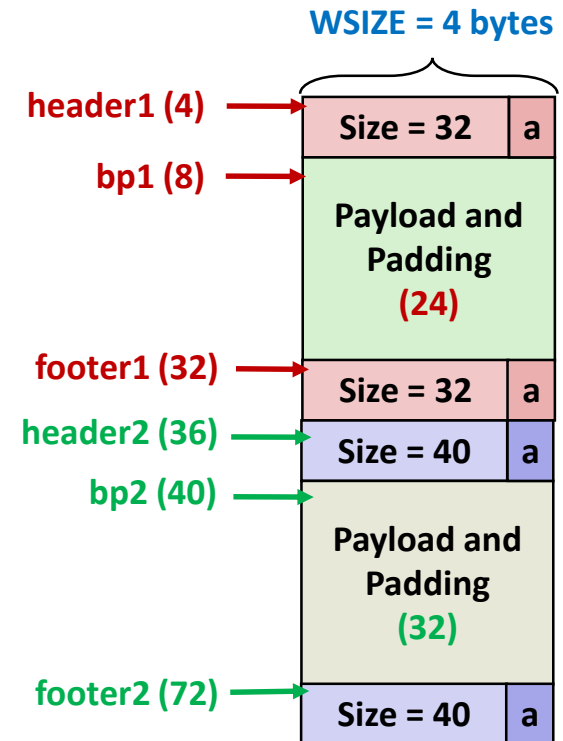 WSIZE = 4 bytes
header1 (4)
Size = 32 a
bp1 (8)
Payload and
Padding
(24)
footer1 (32)
Size = 32 a
header2 (36)
Size = 40 a
bp2 (40)
Payload and
Padding
(32)
footer2 (72)
Size = 40 a